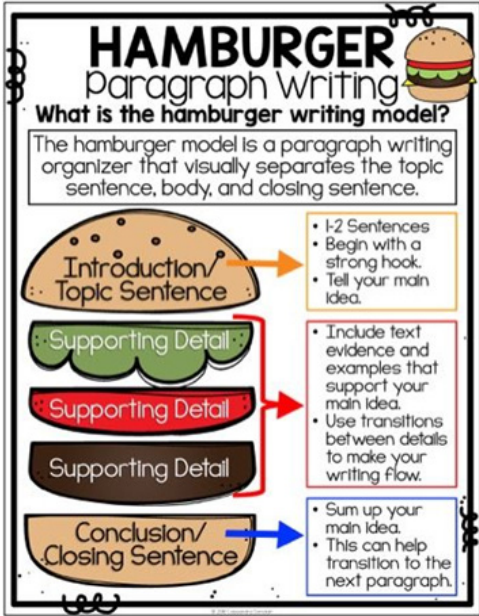 HAMBURGER
Paragraph Writing
What is the hamburger writing model?
The hamburger model is a paragraph writing
organizer that visually separates the topic
sentence, body, and closing sentence.
Introduction/
Topic Sentence
• 1-2 Sentences
• Begin with a
strong hook.
• Tell your main
idea.
Supporting Detail
Supporting Detail
Supporting Detail
• Include text
evidence and
examples that
support your
main idea.
• Use transitions
between details
to make your
writing flow.
Conclusion/
Closing Sentence
• Sum up your
main idea.
• This can help
transition to the
next paragraph.